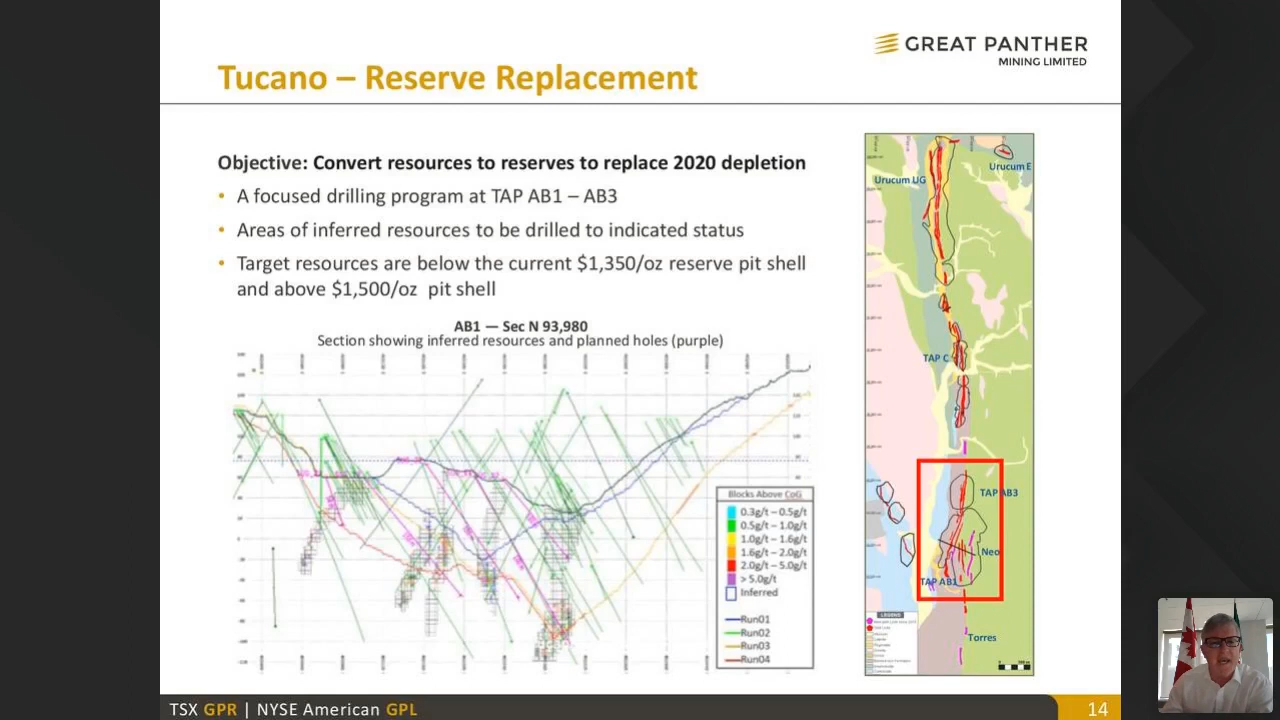 GREAT PANTHER
MINING LIMITED
Tucano – Reserve Replacement
Objective: Convert resources to reserves to replace 2020 depletion
• A focused drilling program at TAP AB1 – AB3
• Areas of inferred resources to be drilled to indicated status
• Target resources are below the current $1,350/oz reserve pit shell
and above $1,500/oz pit shell
AB1 — Sec N 93,980
Section showing inferred resources and planned holes (purple)
Blocks Above CoG
0.3g/t – 0.5g/t
0.5g/t – 1.0g/t
1.0g/t – 1.6g/t
1.6g/t – 2.0g/t
2.0g/t – 5.0g/t
> 5.0g/t
Inferred
Run01
Run02
Run03
Run04
Urucum E
Urucum UG
TAP C
TAP AB3
Neo
TAP AB1
Torres
LEGEND
TSX GPR | NYSE American GPL
14